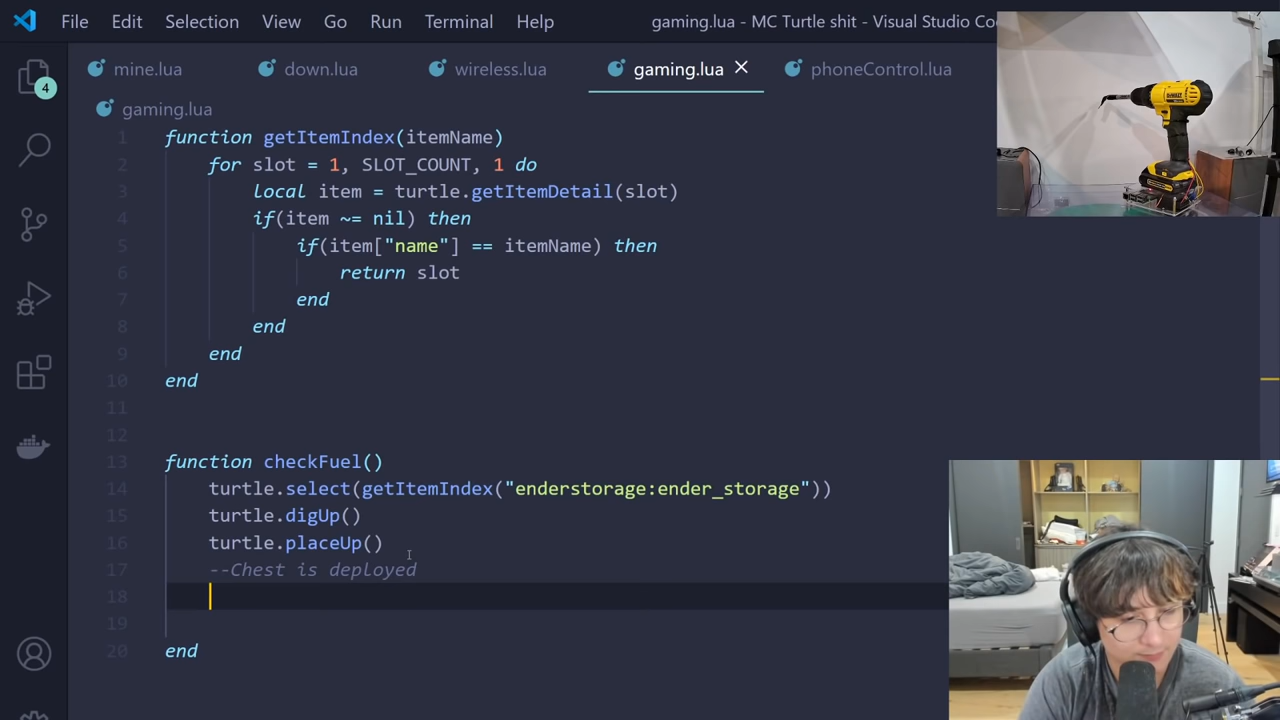 File Edit Selection View Go Run Terminal Help gaming.lua - MC Turtle shit - Visual Studio Co
mine.lua down.lua wireless.lua gaming.lua phoneControl.lua
4
gaming.lua
1 function getItemIndex(itemName)
2 for slot = 1, SLOT_COUNT, 1 do
3 local item = turtle.getItemDetail(slot)
4 if(item ~= nil) then
5 if(item["name"] == itemName) then
6 return slot
7 end
8 end
9 end
10 end
11
12
13 function checkFuel()
14 turtle.select(getItemIndex("enderstorage:ender_storage"))
15 turtle.digUp()
16 turtle.placeUp()
17 --Chest is deployed
18
19
20 end
DEWALT